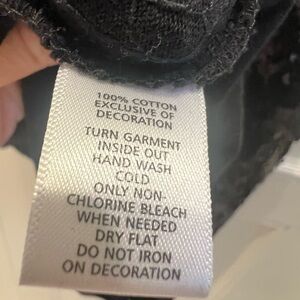 100% COTTON
EXCLUSIVE OF
DECORATION
TURN GARMENT
INSIDE OUT
HAND WASH
COLD
ONLY NON-
CHLORINE BLEACH
WHEN NEEDED
DRY FLAT
DO NOT IRON
ON DECORATION